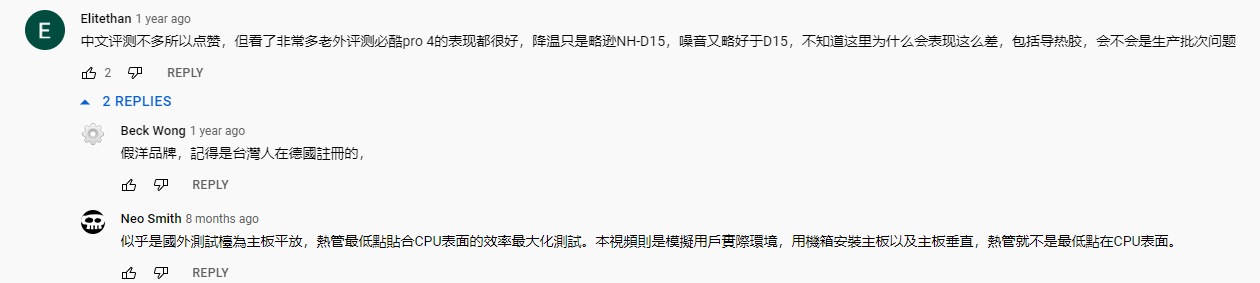 Elitethan 1 year ago
中文评测不多所以点赞，但看了非常多老外评测必酷pro 4的表现都很好，降温只是略逊NH-D15，噪音又略好于D15，不知道这里为什么会表现这么差，包括导热胶，会不会是生产批次问题
2 REPLY
2 REPLIES
Beck Wong 1 year ago
假洋品牌，記得是台灣人在德國註冊的，
REPLY
Neo Smith 8 months ago
似乎是國外測試檯為主板平放，熱管最低點貼合CPU表面的效率最大化測試。本視頻則是模擬用戶實際環境，用機箱安裝主板以及主板垂直，熱管就不是最低點在CPU表面。
REPLY
E